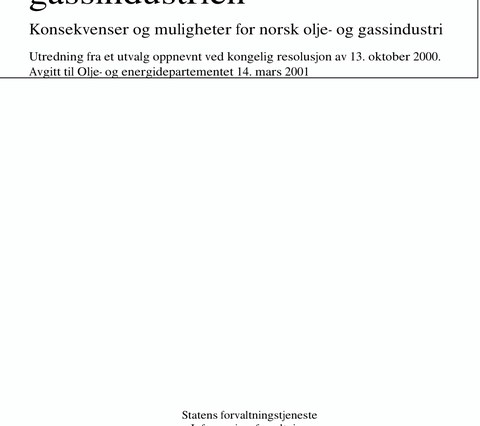 gassindustrien
Konsekvenser og muligheter for norsk olje- og gassindustri
Utredning fra et utvalg oppnevnt ved kongelig resolusjon av 13. oktober 2000.
Avgitt til Olje- og energidepartementet 14. mars 2001
Statens forvaltningstjeneste